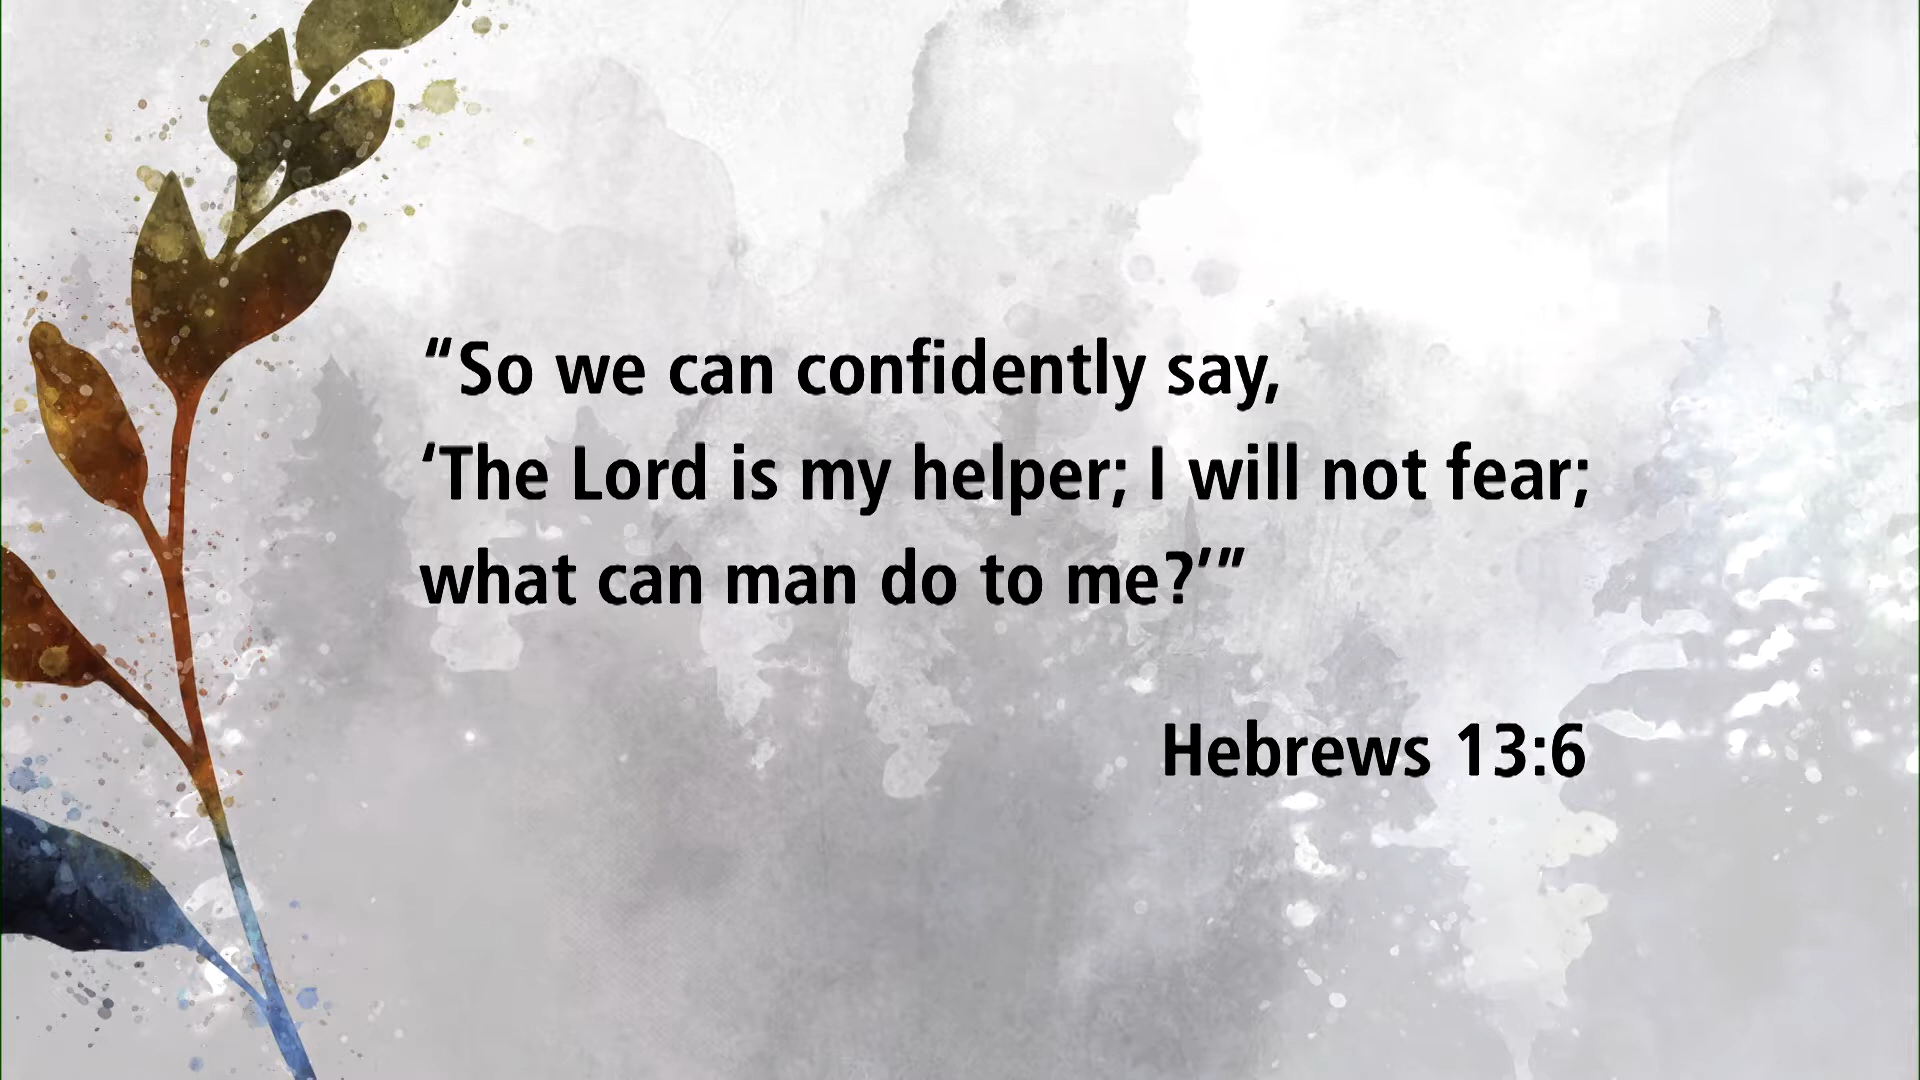 “So we can confidently say,
‘The Lord is my helper; I will not fear;
what can man do to me?’”
Hebrews 13:6